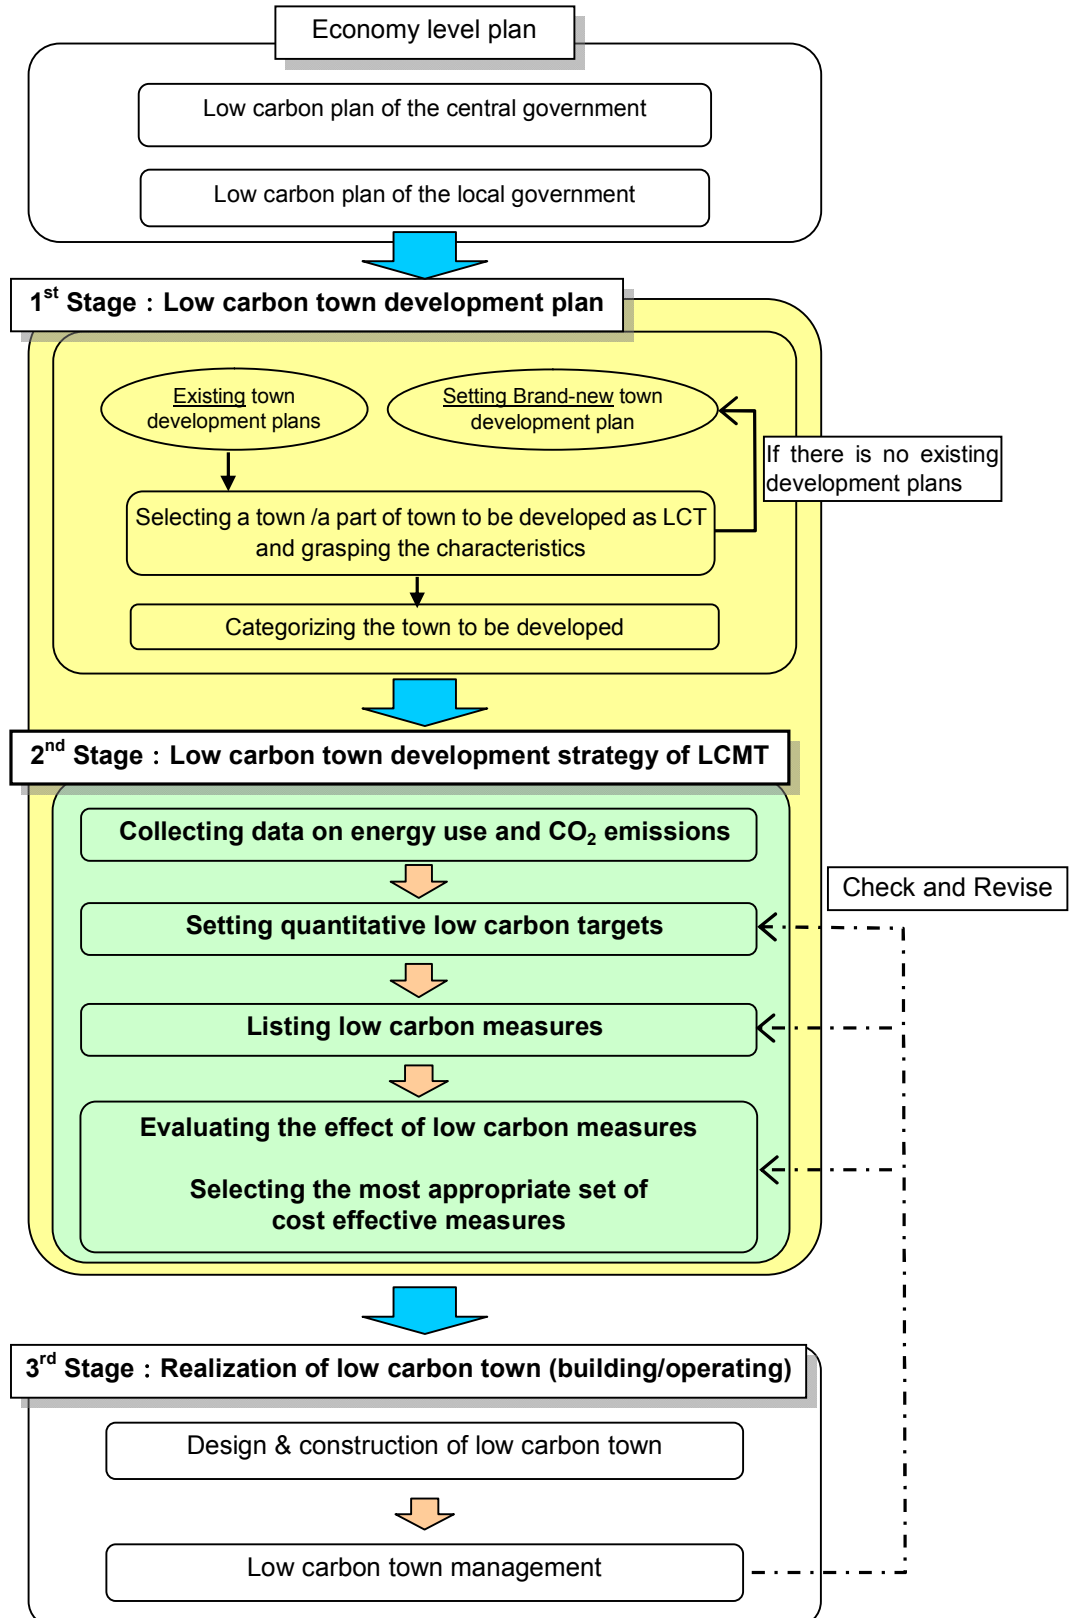 Economy level plan
Low carbon plan of the central government
Low carbon plan of the local government
1st Stage : Low carbon town development plan
Existing town
development plans
Setting Brand-new town
development plan
If there is no existing
development plans
Selecting a town /a part of town to be developed as LCT
and grasping the characteristics
Categorizing the town to be developed
2nd Stage : Low carbon town development strategy of LCMT
Collecting data on energy use and CO2 emissions
Check and Revise
Setting quantitative low carbon targets
Listing low carbon measures
Evaluating the effect of low carbon measures
Selecting the most appropriate set of
cost effective measures
3rd Stage : Realization of low carbon town (building/operating)
Design & construction of low carbon town
Low carbon town management